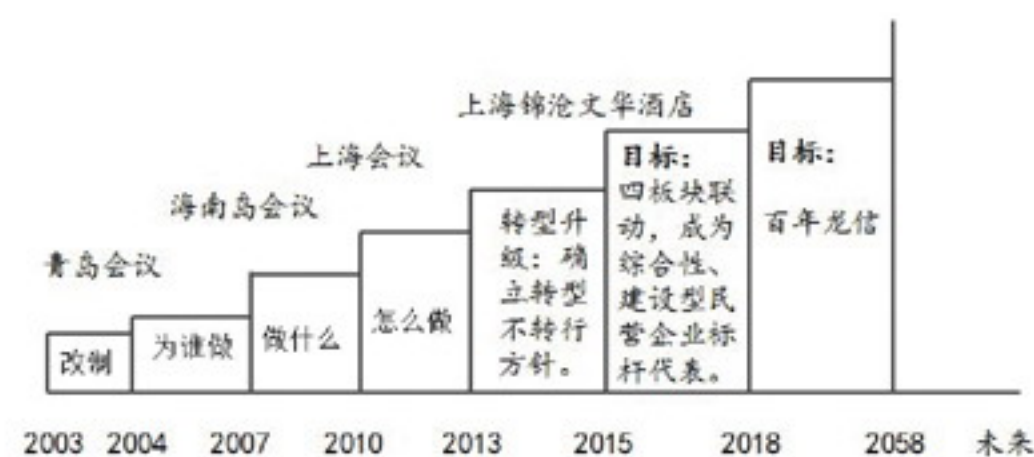 上海锦沧文华酒店
上海会议
海南岛会议
青岛会议
改制
为谁做
做什么
怎么做
转型升
级：确
立转型
不转行
方针。
目标：
四板块联
动，成为
综合性、
建设型民
营企业标
杆代表。
目标：
百年龙信
2003 2004 2007 2010 2013 2015 2018 2058 未来